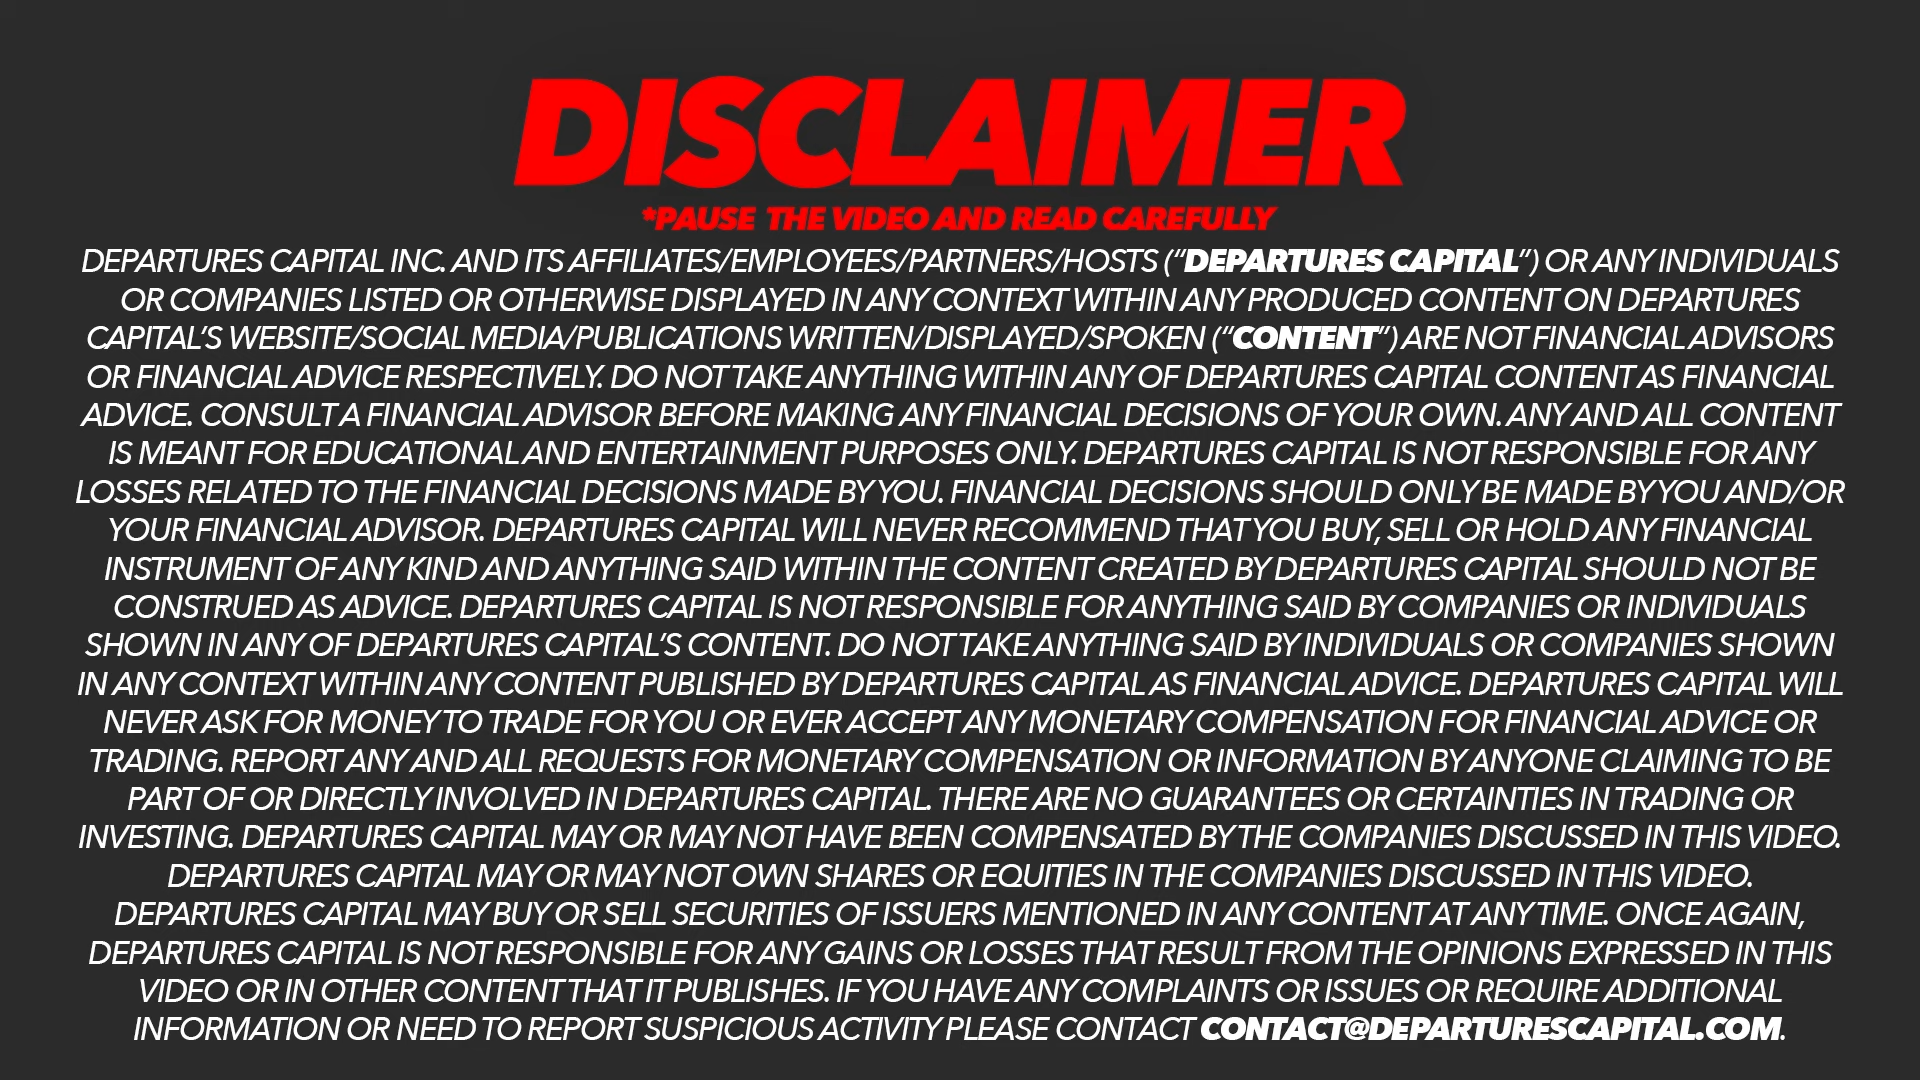 DISCLAIMER
*PAUSE THE VIDEO AND READ CAREFULLY
DEPARTURES CAPITAL INC. AND ITS AFFILIATES/EMPLOYEES/PARTNERS/HOSTS (“DEPARTURES CAPITAL”) OR ANY INDIVIDUALS
OR COMPANIES LISTED OR OTHERWISE DISPLAYED IN ANY CONTEXT WITHIN ANY PRODUCED CONTENT ON DEPARTURES
CAPITAL’S WEBSITE/SOCIAL MEDIA/PUBLICATIONS WRITTEN/DISPLAYED/SPOKEN (“CONTENT”) ARE NOT FINANCIAL ADVISORS
OR FINANCIAL ADVICE RESPECTIVELY. DO NOT TAKE ANYTHING WITHIN ANY OF DEPARTURES CAPITAL CONTENT AS FINANCIAL
ADVICE. CONSULT A FINANCIAL ADVISOR BEFORE MAKING ANY FINANCIAL DECISIONS OF YOUR OWN. ANY AND ALL CONTENT
IS MEANT FOR EDUCATIONAL AND ENTERTAINMENT PURPOSES ONLY. DEPARTURES CAPITAL IS NOT RESPONSIBLE FOR ANY
LOSSES RELATED TO THE FINANCIAL DECISIONS MADE BY YOU. FINANCIAL DECISIONS SHOULD ONLY BE MADE BY YOU AND/OR
YOUR FINANCIAL ADVISOR. DEPARTURES CAPITAL WILL NEVER RECOMMEND THAT YOU BUY, SELL OR HOLD ANY FINANCIAL
INSTRUMENT OF ANY KIND AND ANYTHING SAID WITHIN THE CONTENT CREATED BY DEPARTURES CAPITAL SHOULD NOT BE
CONSTRUED AS ADVICE. DEPARTURES CAPITAL IS NOT RESPONSIBLE FOR ANYTHING SAID BY COMPANIES OR INDIVIDUALS
SHOWN IN ANY OF DEPARTURES CAPITAL’S CONTENT. DO NOT TAKE ANYTHING SAID BY INDIVIDUALS OR COMPANIES SHOWN
IN ANY CONTEXT WITHIN ANY CONTENT PUBLISHED BY DEPARTURES CAPITAL AS FINANCIAL ADVICE. DEPARTURES CAPITAL WILL
NEVER ASK FOR MONEY TO TRADE FOR YOU OR EVER ACCEPT ANY MONETARY COMPENSATION FOR FINANCIAL ADVICE OR
TRADING. REPORT ANY AND ALL REQUESTS FOR MONETARY COMPENSATION OR INFORMATION BY ANYONE CLAIMING TO BE
PART OF OR DIRECTLY INVOLVED IN DEPARTURES CAPITAL. THERE ARE NO GUARANTEES OR CERTAINTIES IN TRADING OR
INVESTING. DEPARTURES CAPITAL MAY OR MAY NOT HAVE BEEN COMPENSATED BY THE COMPANIES DISCUSSED IN THIS VIDEO.
DEPARTURES CAPITAL MAY OR MAY NOT OWN SHARES OR EQUITIES IN THE COMPANIES DISCUSSED IN THIS VIDEO.
DEPARTURES CAPITAL MAY BUY OR SELL SECURITIES OF ISSUERS MENTIONED IN ANY CONTENT AT ANY TIME. ONCE AGAIN,
DEPARTURES CAPITAL IS NOT RESPONSIBLE FOR ANY GAINS OR LOSSES THAT RESULT FROM THE OPINIONS EXPRESSED IN THIS
VIDEO OR IN OTHER CONTENT THAT IT PUBLISHES. IF YOU HAVE ANY COMPLAINTS OR ISSUES OR REQUIRE ADDITIONAL
INFORMATION OR NEED TO REPORT SUSPICIOUS ACTIVITY PLEASE CONTACT CONTACT@DEPARTURESCAPITAL.COM.